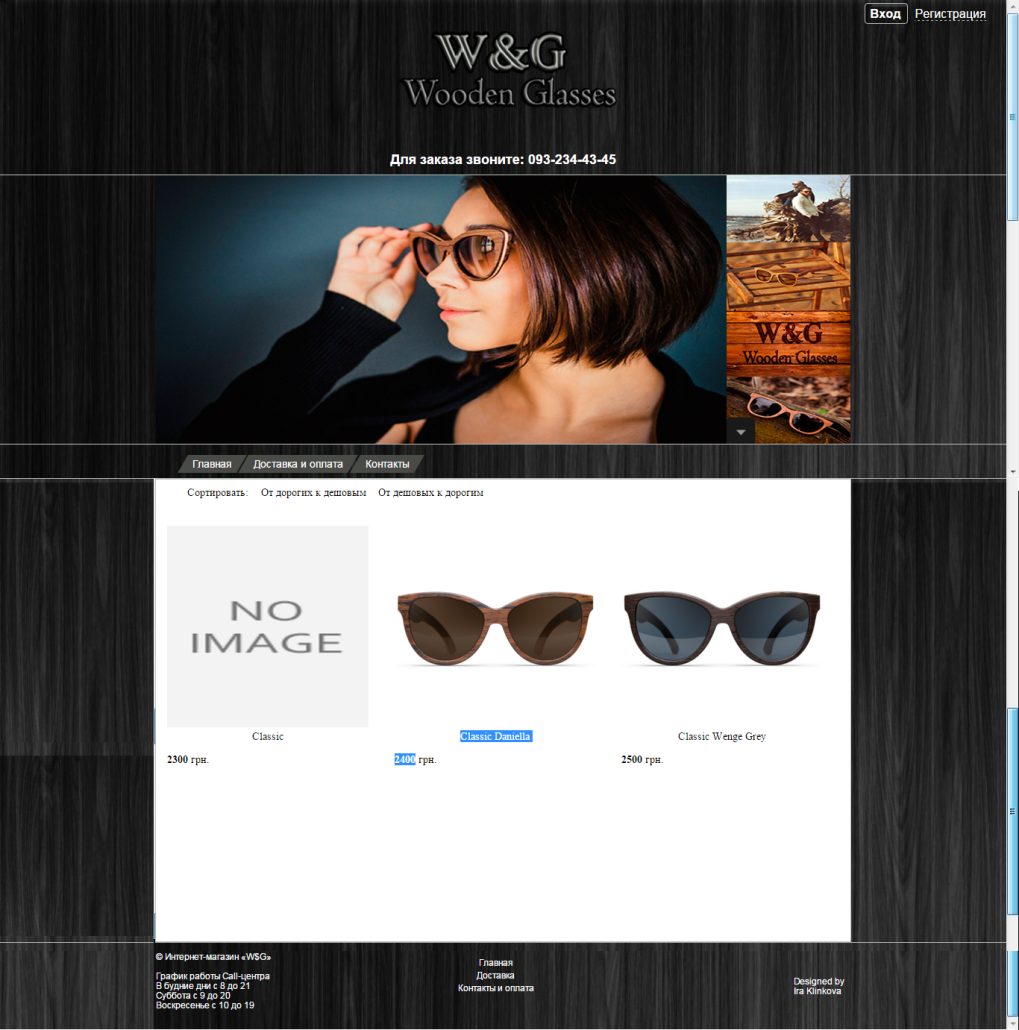 Вход Регистрация
W&G
Wooden Glasses
Для заказа звоните: 093-234-43-45
W&G
Wooden Glasses
Главная Доставка и оплата Контакты
Сортировать: От дорогих к дешовым От дешовых к дорогим
NO
IMAGE
Classic Classic Daniella Classic Wenge Grey
2300 грн. 2400 грн. 2500 грн.
© Интернет-магазин «W$G»
График работы Call-центра
В будние дни с 8 до 21
Суббота с 9 до 20
Воскресенье с 10 до 19
Главная
Доставка
Контакты и оплата
Designed by
Ira Klinkova